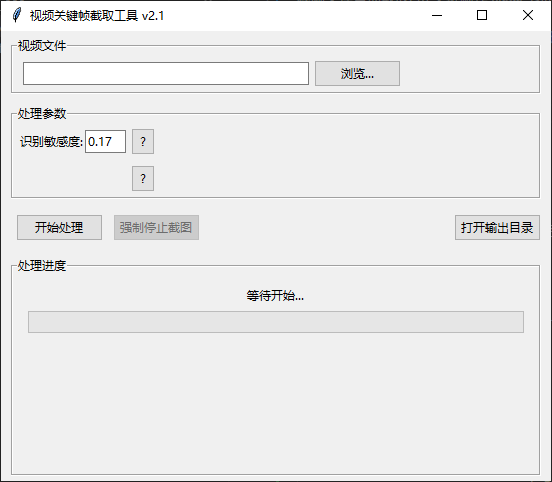 视频关键帧截取工具 v2.1
视频文件
浏览...
处理参数
识别敏感度: 0.17 ?
?
开始处理 强制停止截图 打开输出目录
处理进度
等待开始...